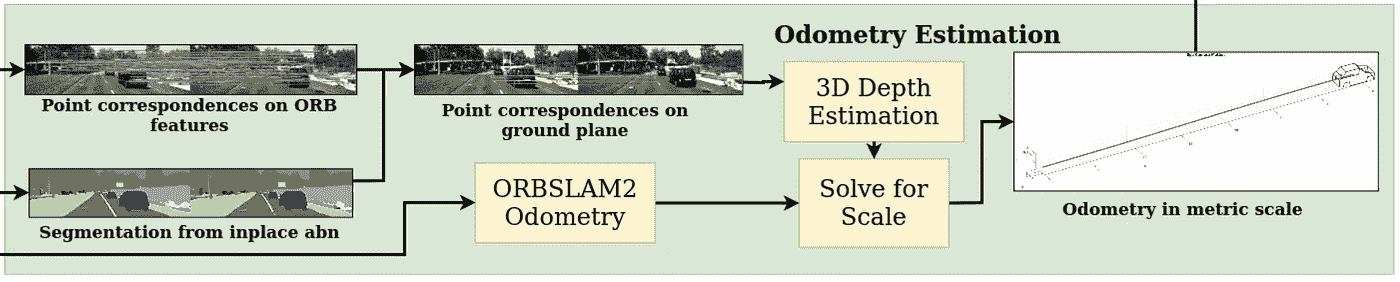 Odometry Estimation
Point correspondences on ORB
features
Point correspondences on
ground plane
3D Depth
Estimation
Segmentation from inplace abn
ORBSLAM2
Odometry
Solve for
Scale
Odometry in metric scale